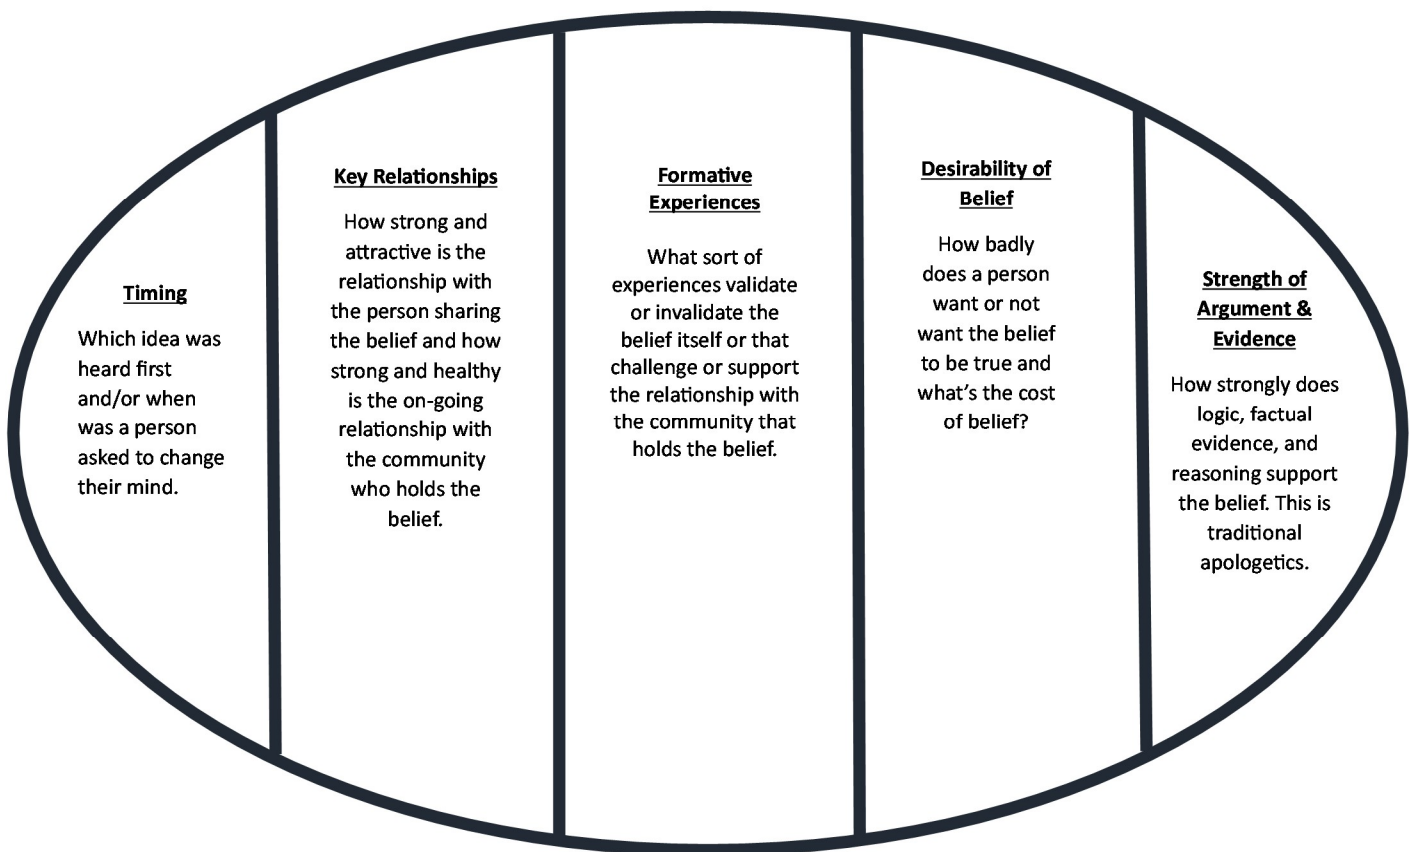 Timing
Which idea was
heard first
and/or when
was a person
asked to change
their mind.
Key Relationships
How strong and
attractive is the
relationship with
the person sharing
the belief and how
strong and healthy
is the on-going
relationship with
the community
who holds the
belief.
Formative
Experiences
What sort of
experiences validate
or invalidate the
belief itself or that
challenge or support
the relationship with
the community that
holds the belief.
Desirability of
Belief
How badly
does a person
want or not
want the belief
to be true and
what’s the cost
of belief?
Strength of
Argument &
Evidence
How strongly does
logic, factual
evidence, and
reasoning support
the belief. This is
traditional
apologetics.